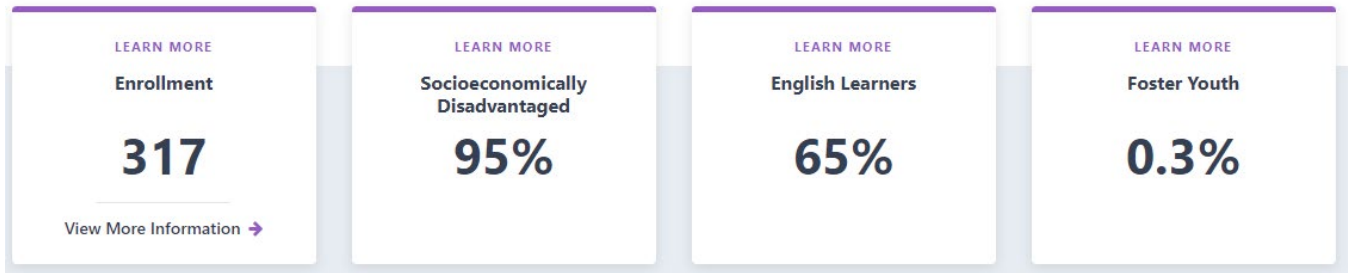 LEARN MORE
Enrollment
317
View More Information
LEARN MORE
Socioeconomically
Disadvantaged
95%
LEARN MORE
English Learners
65%
LEARN MORE
Foster Youth
0.3%